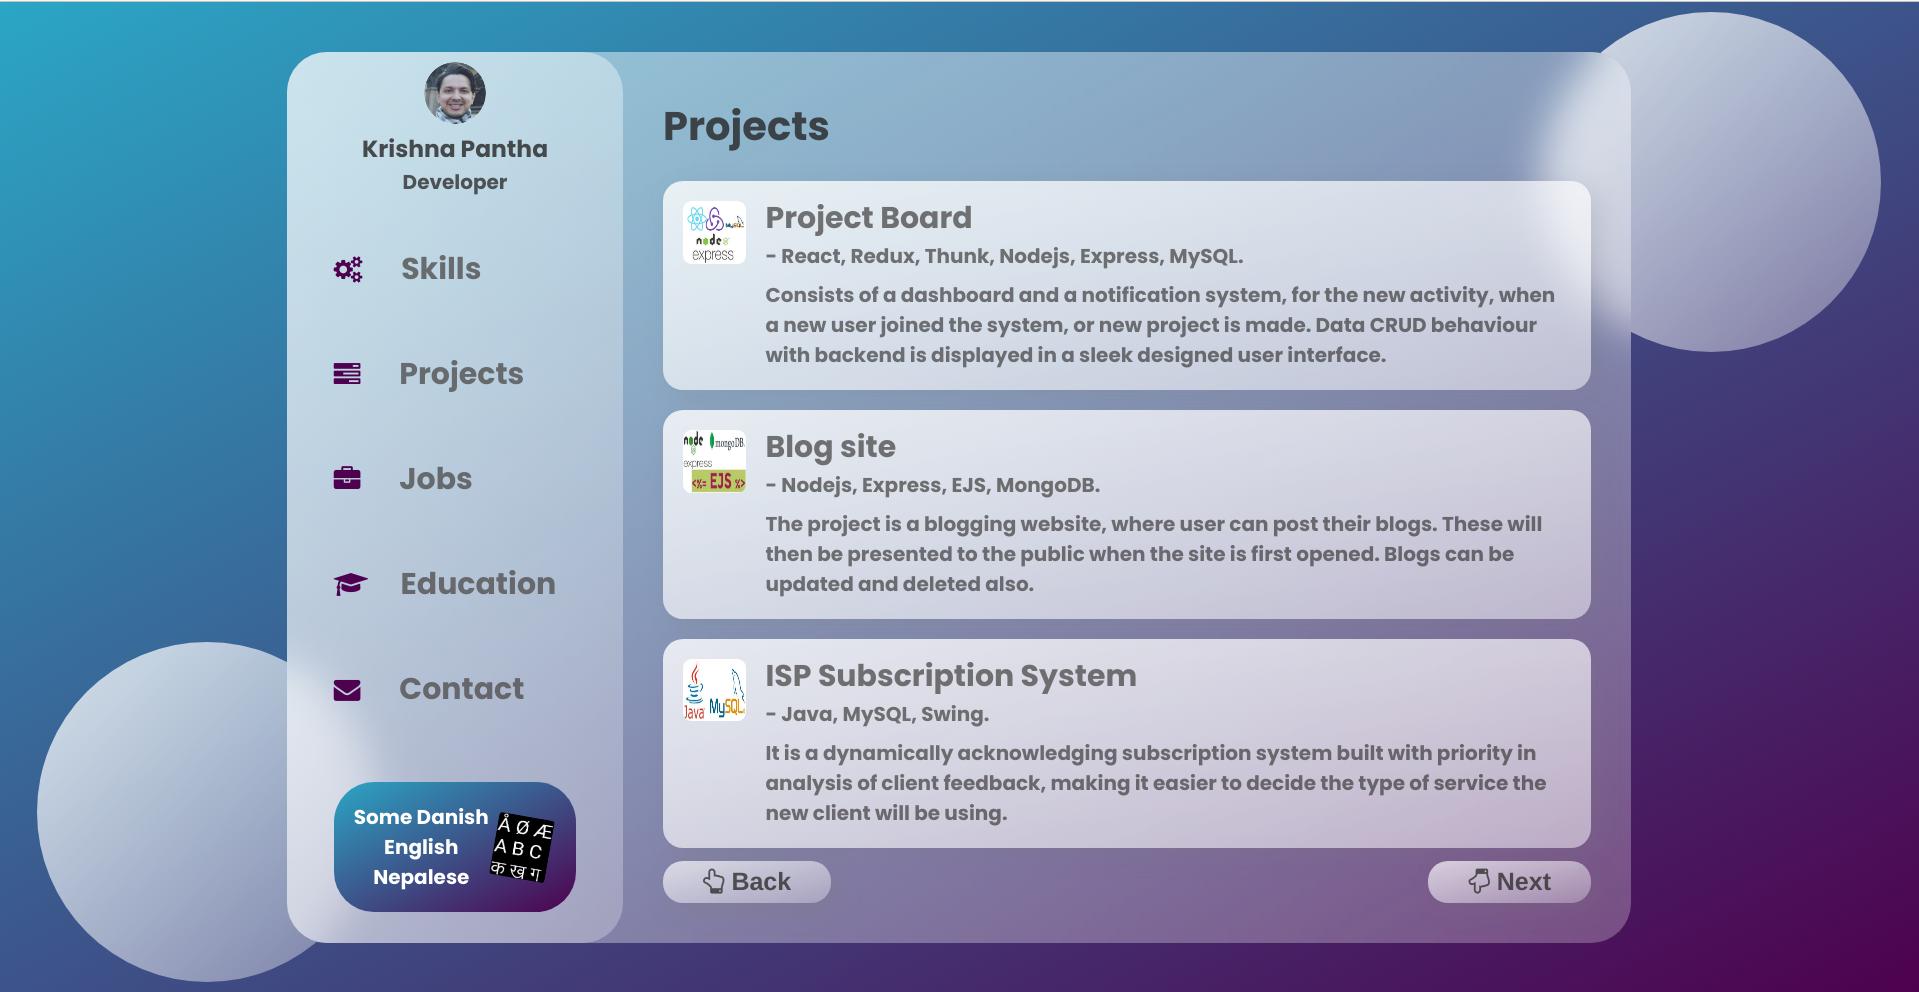 Krishna Pantha
Developer
Skills
Projects
Jobs
Education
Contact
Some Danish
English
Nepalese
Å Ø Æ
A B C
क ख ग
Projects
node
express
MySQL
Project Board
- React, Redux, Thunk, Nodejs, Express, MySQL.
Consists of a dashboard and a notification system, for the new activity, when
a new user joined the system, or new project is made. Data CRUD behaviour
with backend is displayed in a sleek designed user interface.
node
mongoDB
express
<%= EJS %>
Blog site
- Nodejs, Express, EJS, MongoDB.
The project is a blogging website, where user can post their blogs. These will
then be presented to the public when the site is first opened. Blogs can be
updated and deleted also.
Java
MySQL
ISP Subscription System
- Java, MySQL, Swing.
It is a dynamically acknowledging subscription system built with priority in
analysis of client feedback, making it easier to decide the type of service the
new client will be using.
Back
Next